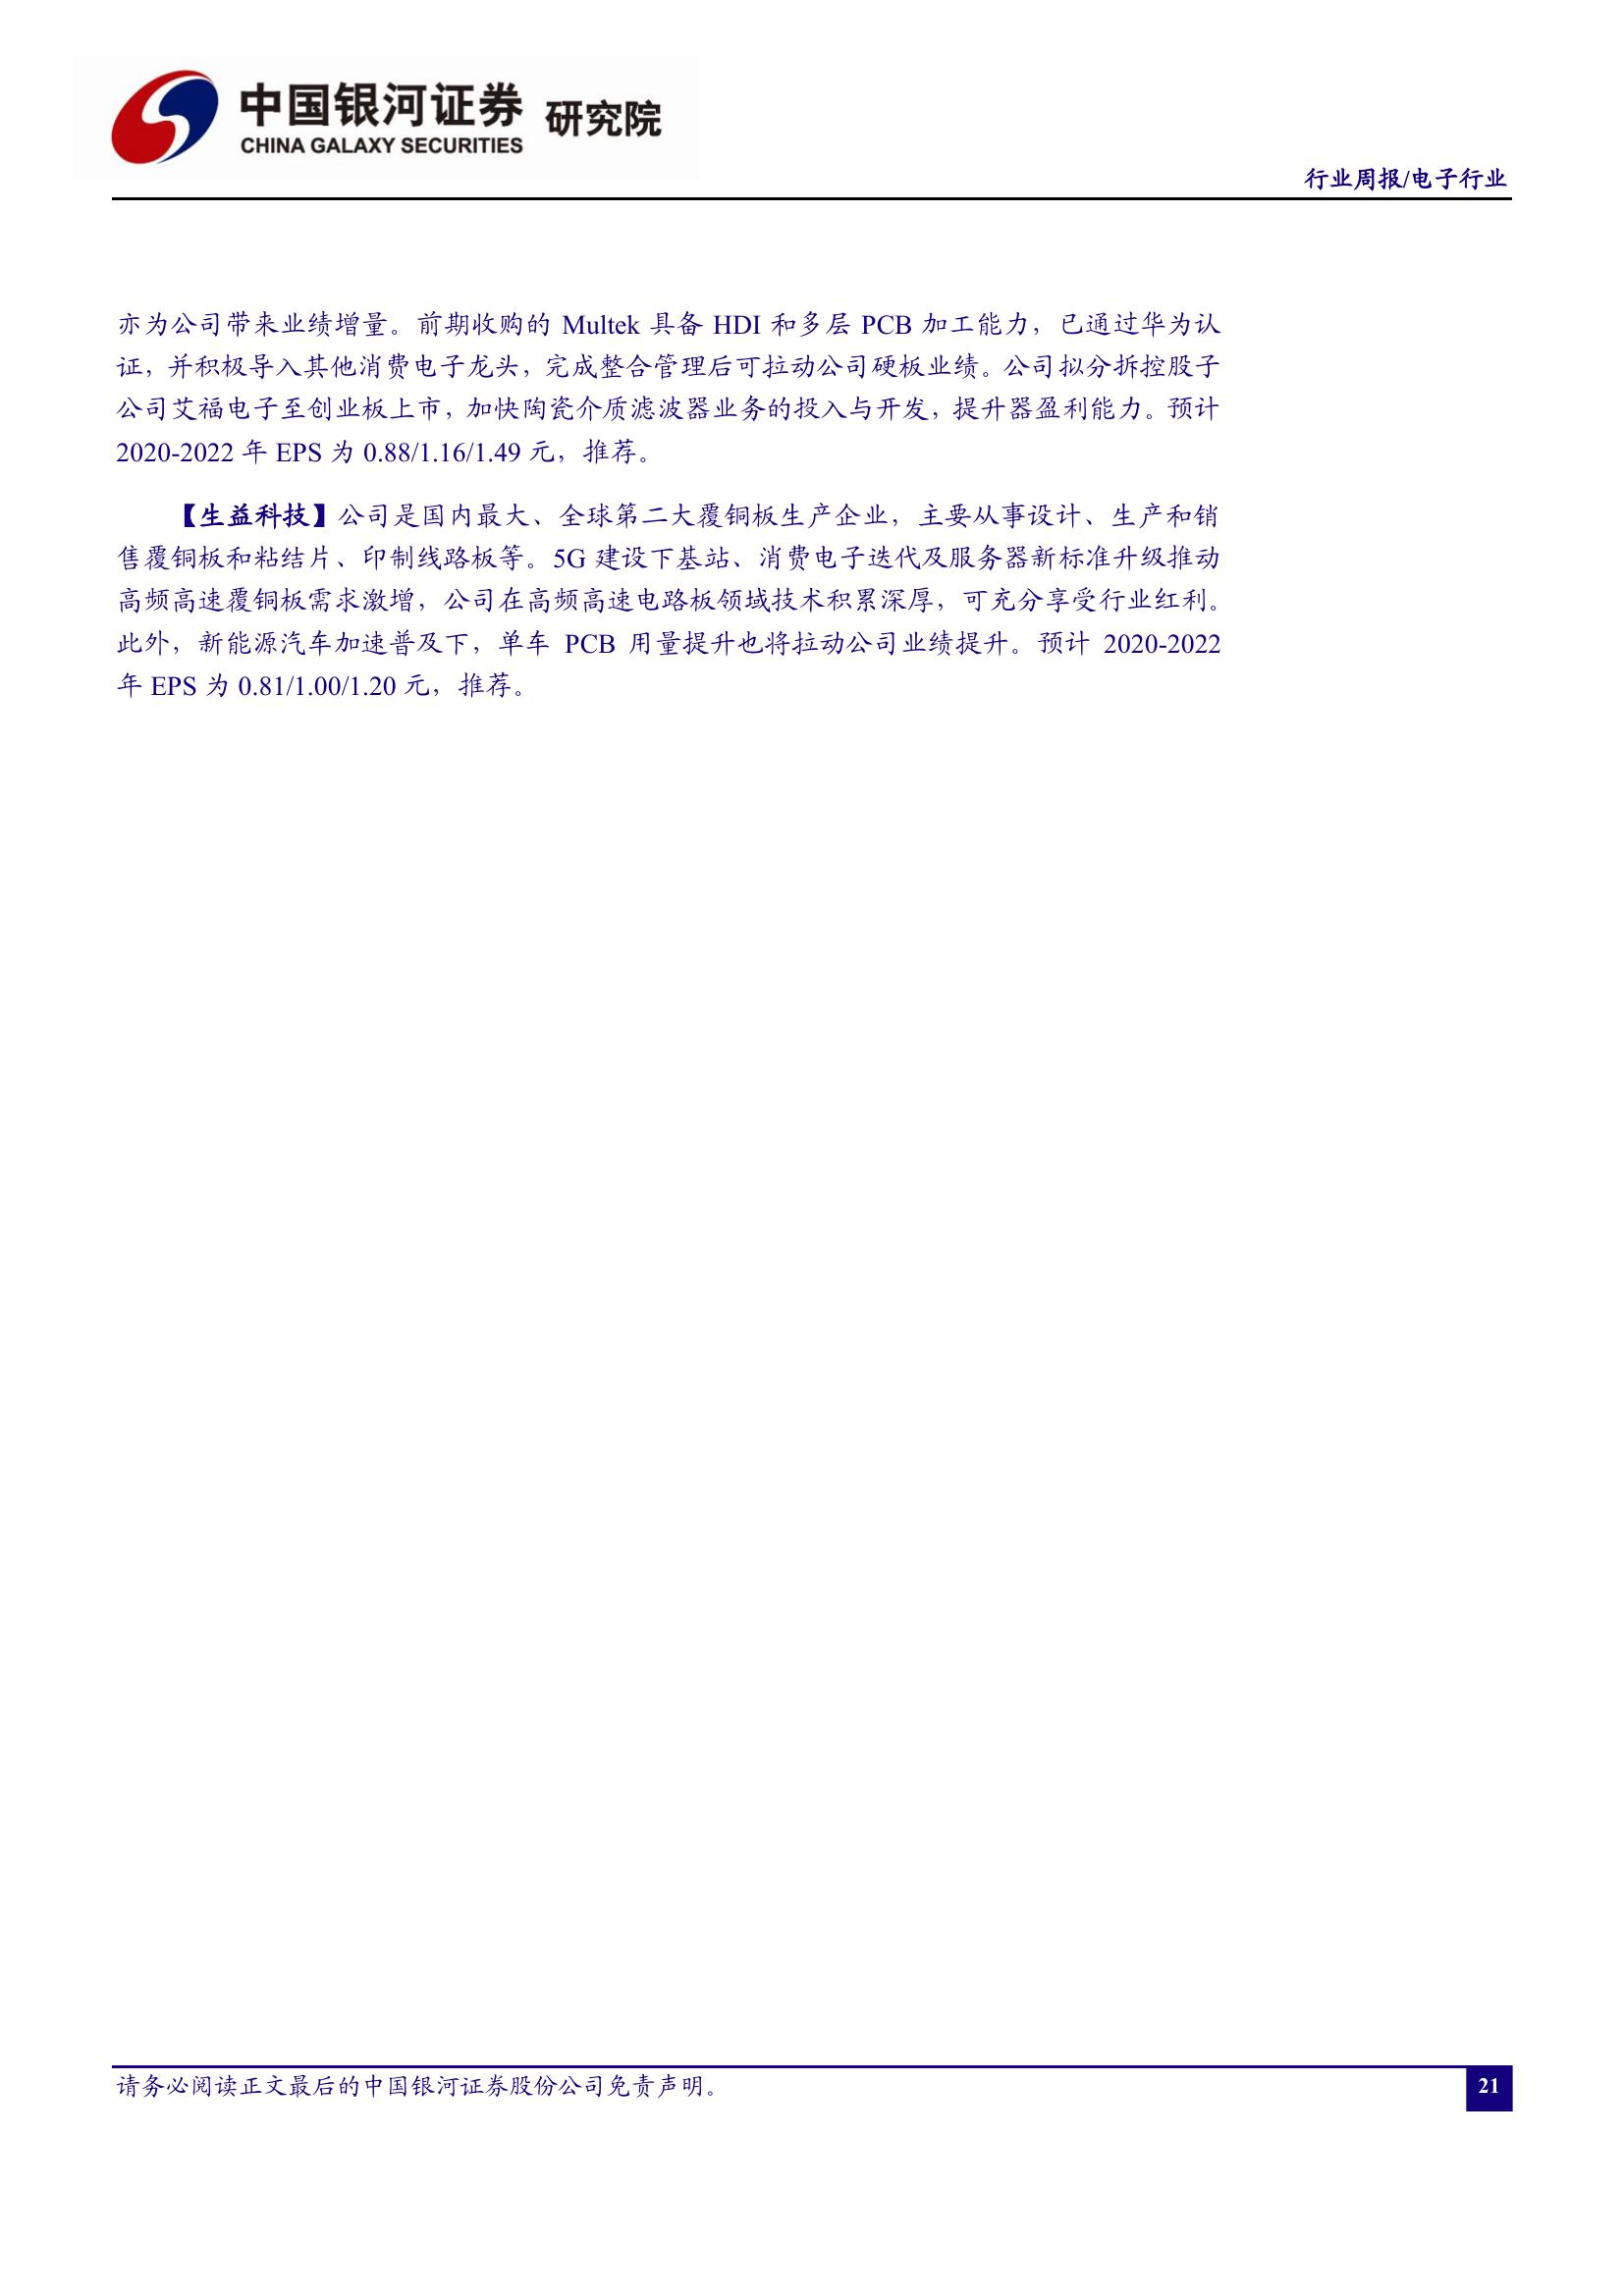 中国银河证券 研究院
CHINA GALAXY SECURITIES
行业周报/电子行业
亦为公司带来业绩增量。前期收购的 Multek 具备 HDI 和多层 PCB 加工能力，已通过华为认
证，并积极导入其他消费电子龙头，完成整合管理后可拉动公司硬板业绩。公司拟分拆控股子
公司艾福电子至创业板上市，加快陶瓷介质滤波器业务的投入与开发，提升器盈利能力。预计
2020-2022 年 EPS 为 0.88/1.16/1.49 元，推荐。
【生益科技】公司是国内最大、全球第二大覆铜板生产企业，主要从事设计、生产和销
售覆铜板和粘结片、印制线路板等。5G 建设下基站、消费电子迭代及服务器新标准升级推动
高频高速覆铜板需求激增，公司在高频高速电路板领域技术积累深厚，可充分享受行业红利。
此外，新能源汽车加速普及下，单车 PCB 用量提升也将拉动公司业绩提升。预计 2020-2022
年 EPS 为 0.81/1.00/1.20 元，推荐。
请务必阅读正文最后的中国银河证券股份公司免责声明。
21